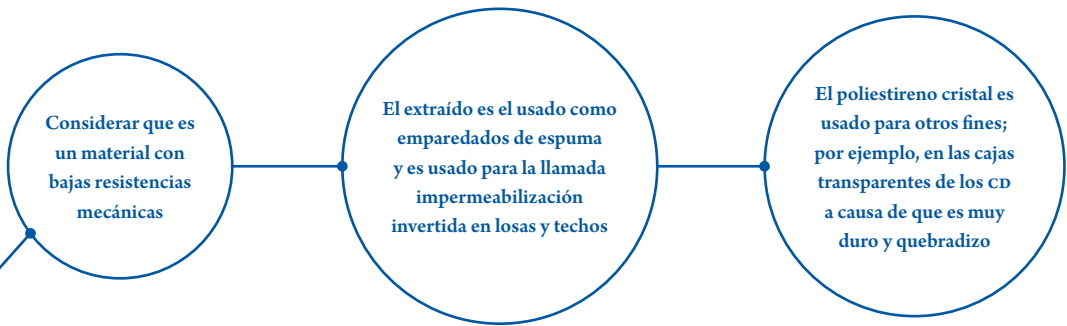 Considerar que es
un material con
bajas resistencias
mecánicas
El extraído es el usado como
emparedados de espuma
y es usado para la llamada
impermeabilización
invertida en losas y techos
El poliestireno cristal es
usado para otros fines;
por ejemplo, en las cajas
transparentes de los CD
a causa de que es muy
duro y quebradizo